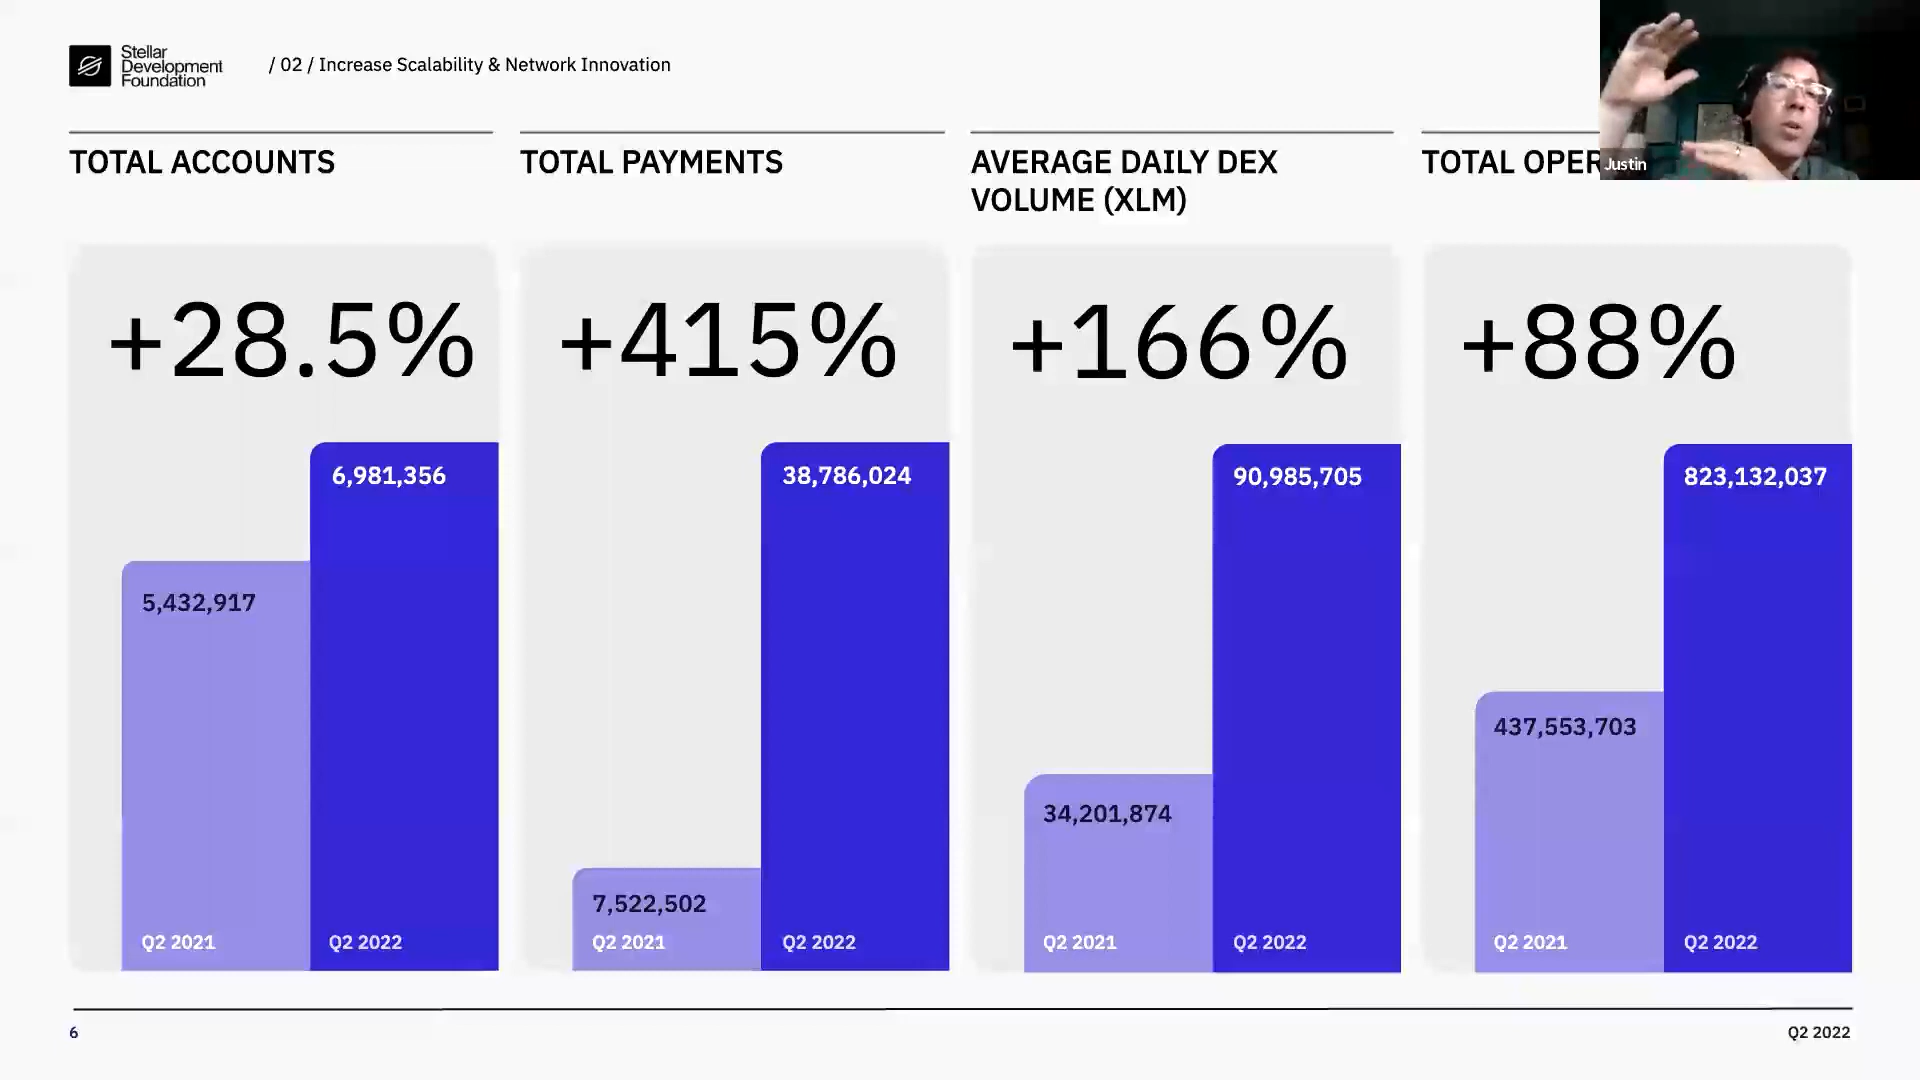 Stellar
Development
Foundation
/ 02 / Increase Scalability & Network Innovation
Justin
TOTAL ACCOUNTS
+28.5%
5,432,917
Q2 2021
6,981,356
Q2 2022
TOTAL PAYMENTS
+415%
7,522,502
Q2 2021
38,786,024
Q2 2022
AVERAGE DAILY DEX
VOLUME (XLM)
+166%
34,201,874
Q2 2021
90,985,705
Q2 2022
TOTAL OPER
+88%
437,553,703
Q2 2021
823,132,037
Q2 2022
6
Q2 2022